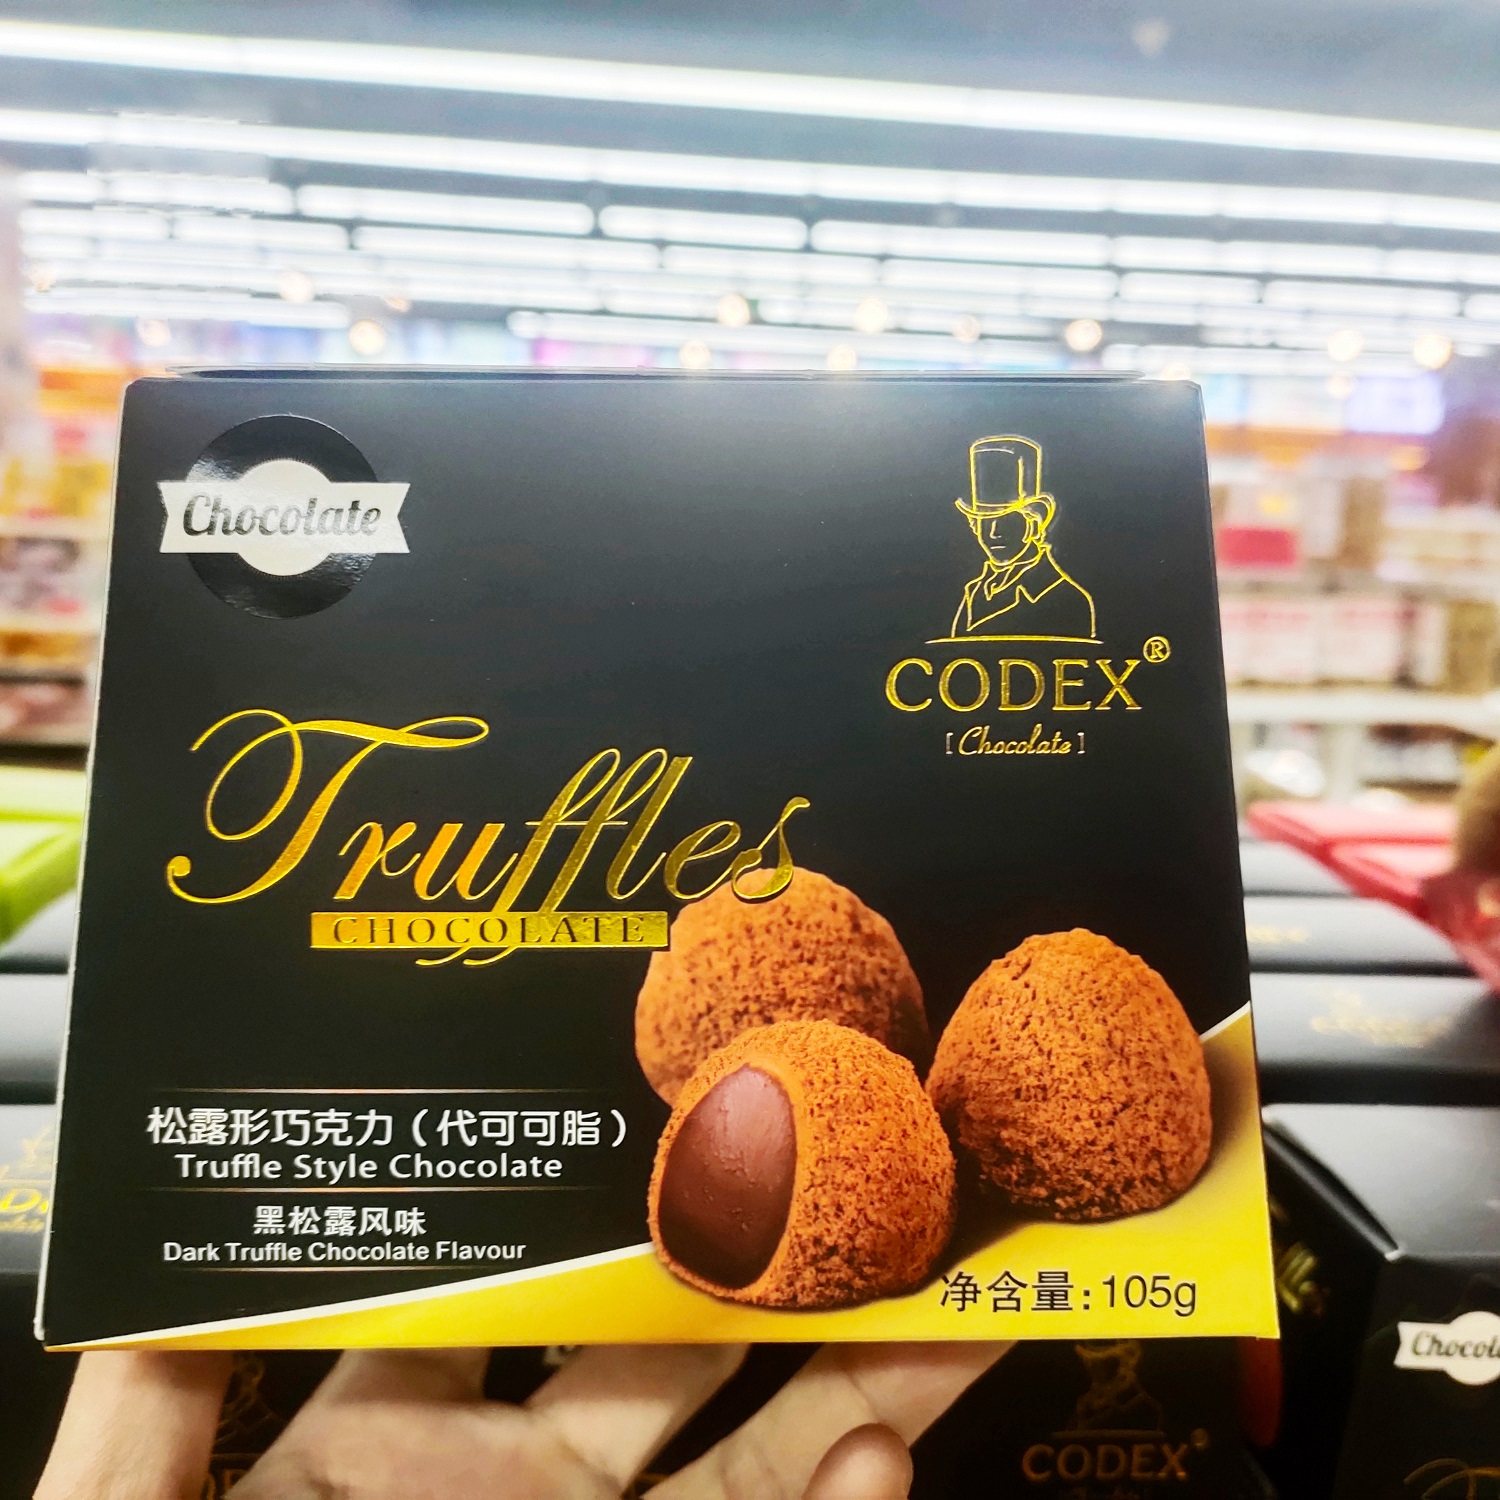 Chocolate
CODEX®
[Chocolate]
Truffles
CHOCOLATE
松露形巧克力（代可可脂）
Truffle Style Chocolate
黑松露风味
Dark Truffle Chocolate Flavour
净含量:105g
CODEX